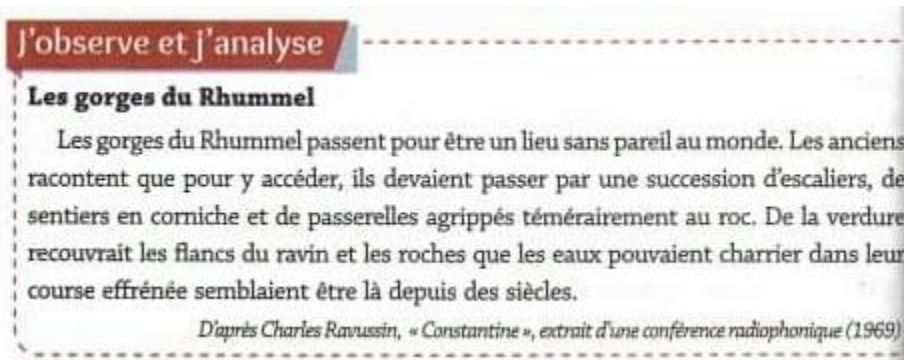 J'observe et j'analyse
Les gorges du Rhummel
Les gorges du Rhummel passent pour être un lieu sans pareil au monde. Les anciens
racontent que pour y accéder, ils devaient passer par une succession d'escaliers, de
sentiers en corniche et de passerelles agrippés témérairement au roc. De la verdure
recouvrait les flancs du ravin et les roches que les eaux pouvaient charrier dans leur
course effrénée semblaient être là depuis des siècles.
D'après Charles Ravussin, « Constantine », extrait d'une conférence radiophonique (1969)